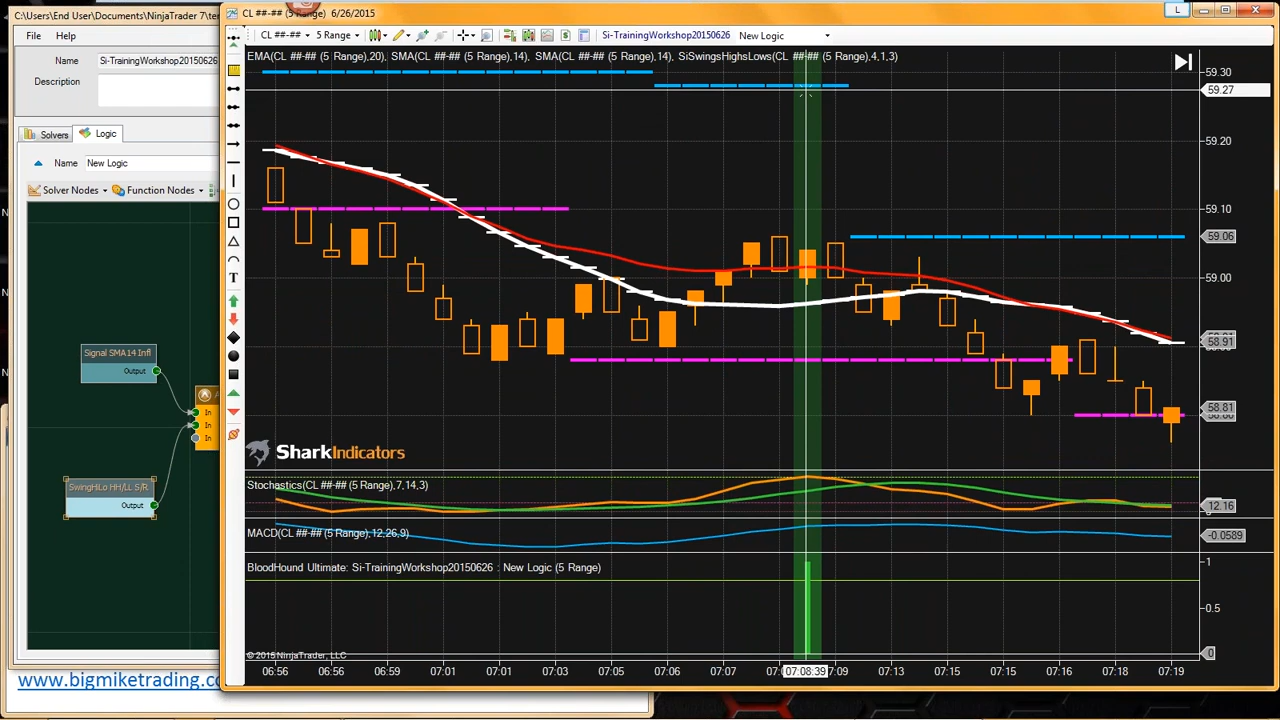 C:\Users\End User\Documents\NinjaTrader 7\te
File Help
Si-TrainingWorkshop20150626
Description
Solvers Logic
Name New Logic
Solver Nodes Function Nodes
Signal SMA14 Infl
Output
SwingHiLo HH/LL S/R
Output
In
In
In
www.bigmiketrading.co
CL ##-## (5 Range) 6/26/2015
L
CL ##-## 5 Range Si-TrainingWorkshop20150626 New Logic
EMA(CL ##-## (5 Range),20), SMA(CL ##-## (5 Range),14), SMA(CL ##-## (5 Range),14), SiSwingsHighsLows(CL ##-## (5 Range),4,1,3)
T
59.30
59.27
59.20
59.10
59.06
59.00
58.91
58.81
SharkIndicators
Stochastics(CL ##-## (5 Range),7,14,3)
12.16
MACD(CL ##-## (5 Range),12,26,9)
-0.0589
BloodHound Ultimate: Si-TrainingWorkshop20150626 : New Logic (5 Range)
1
0.5
0
© 2015 NinjaTrader, LLC
06:56 06:56 06:59 07:01 07:01 07:03 07:05 07:06 07:07 07:08:39 07:09 07:13 07:13 07:15 07:16 07:18 07:19